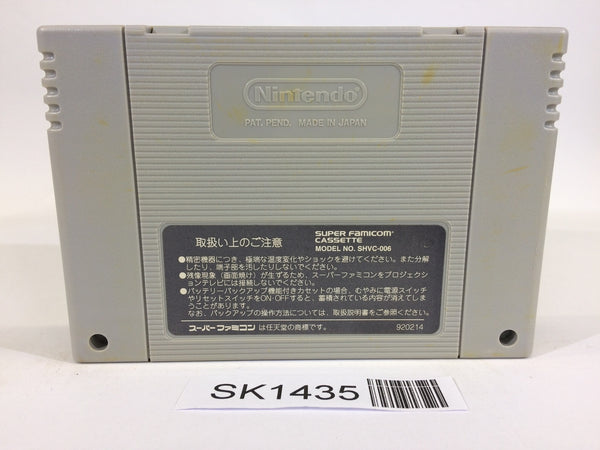 Nintendo
PAT. PEND. MADE IN JAPAN
取扱い上のご注意
SUPER FAMICOM
CASSETTE
MODEL NO. SHVC-006
●精密機器につき、極端な温度変化やショックを避けてください。また分解
したり、端子部を汚したりしないでください。
●残像現象(画面焼け)が生ずるため、スーパーファミコンをプロジェクシ
ョンテレビには接続しないでください。
●バッテリーバックアップ機能付きカセットの場合、むやみに電源スイッチ
やリセットスイッチをON・OFFすると、蓄積されている内容が消えてしま
うことがあります。
なお、バックアップの操作方法については、取扱説明書をご参照ください。
スーパーファミコン は任天堂の商標です。
920214
SK1435